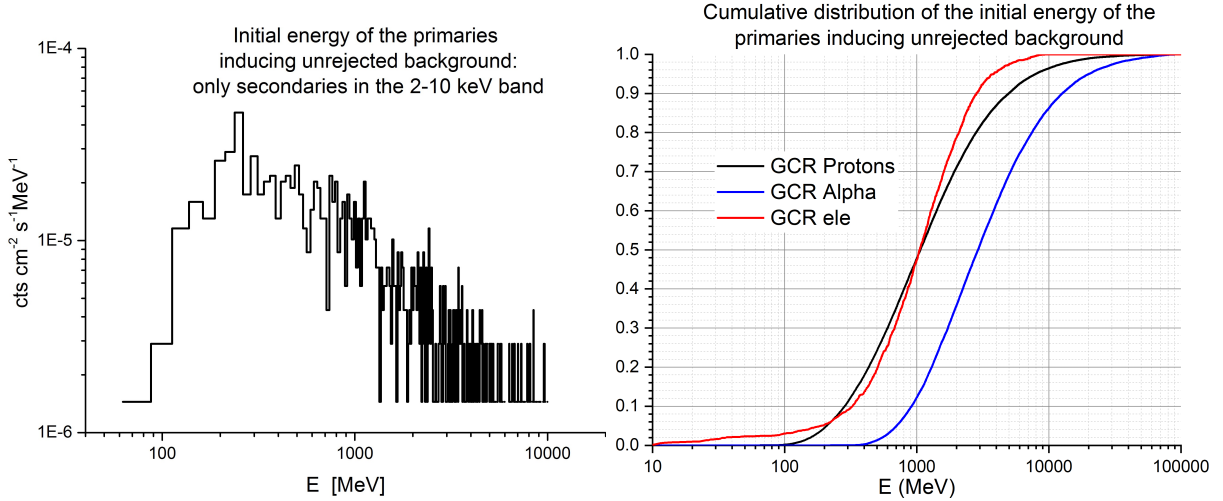 Initial energy of the primaries
inducing unrejected background:
only secondaries in the 2-10 keV band
1E-4
1E-5
1E-6
cts cm-2 s-1MeV-1
100
1000
10000
E [MeV]
Cumulative distribution of the initial energy of the
primaries inducing unrejected background
1.0
0.9
0.8
0.7
0.6
0.5
0.4
0.3
0.2
0.1
0.0
GCR Protons
GCR Alpha
GCR ele
10
100
1000
10000
100000
E (MeV)